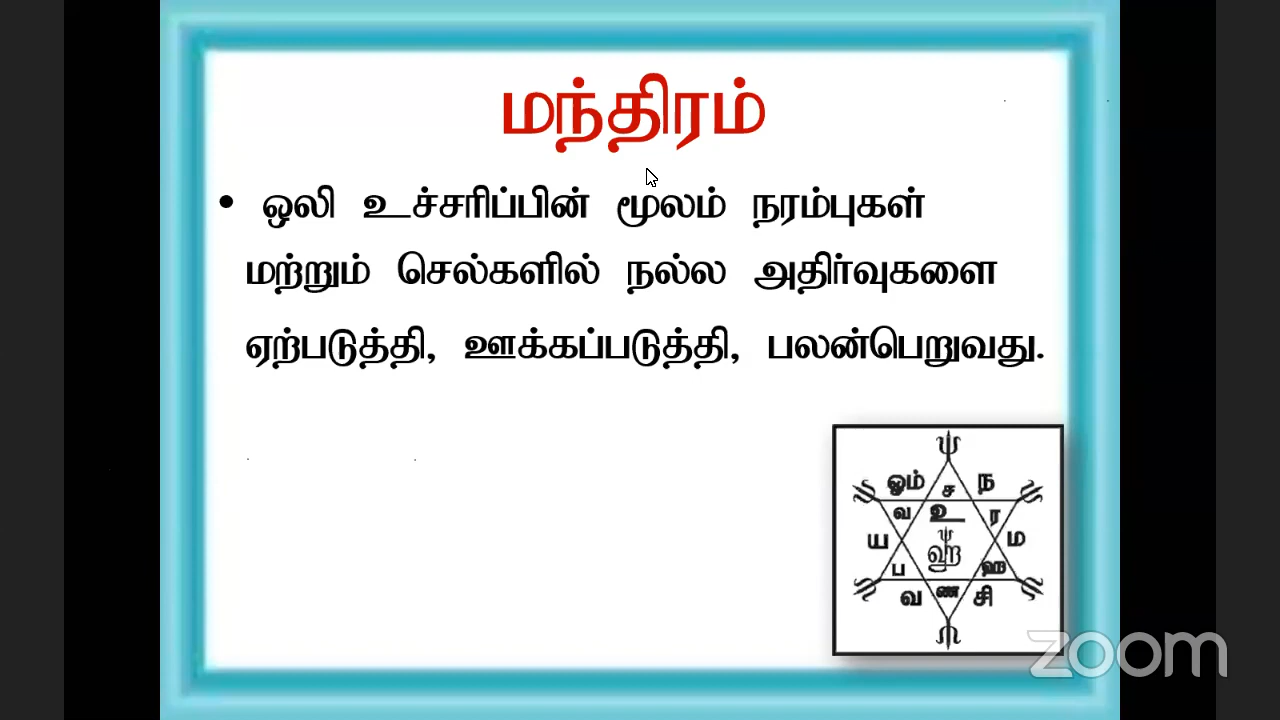 மந்திரம்
• ஒலி உச்சரிப்பின் மூலம் நரம்புகள்
மற்றும் செல்களில் நல்ல அதிர்வுகளை
ஏற்படுத்தி, ஊக்கப்படுத்தி, பலன்பெறுவது.
ஓம் ச ந
வ உ ர
ய ம
ப ஹ
வ ண சி
zoom